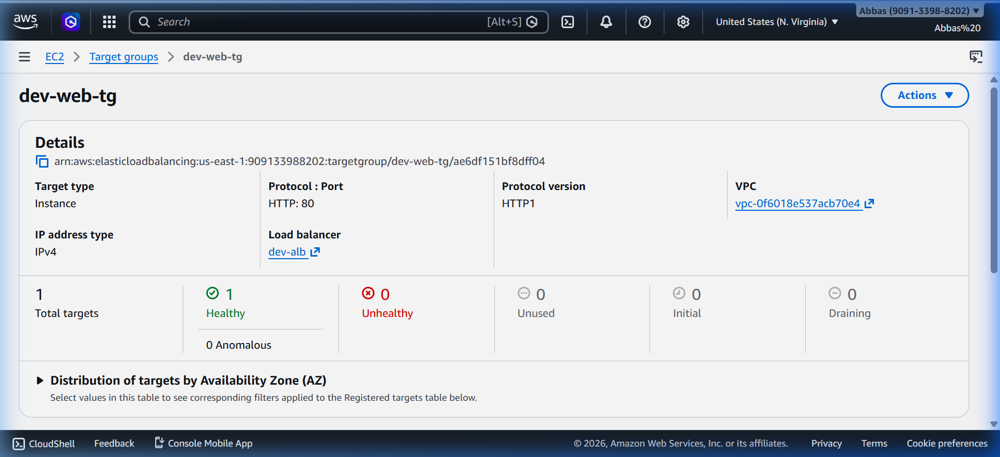 aws
Search
[Alt+S]
United States (N. Virginia)
Abbas (9091-3398-8202)
Abbas%20
EC2
Target groups
dev-web-tg
dev-web-tg
Actions
Details
arn:aws:elasticloadbalancing:us-east-1:909133988202:targetgroup/dev-web-tg/ae6df151bf8dff04
Target type
Instance
Protocol : Port
HTTP: 80
Protocol version
HTTP1
VPC
vpc-0f6018e537acb70e4
IP address type
IPv4
Load balancer
dev-alb
1
Total targets
1
Healthy
0 Anomalous
0
Unhealthy
0
Unused
0
Initial
0
Draining
Distribution of targets by Availability Zone (AZ)
Select values in this table to see corresponding filters applied to the Registered targets table below.
CloudShell
Feedback
Console Mobile App
© 2026, Amazon Web Services, Inc. or its affiliates.
Privacy
Terms
Cookie preferences